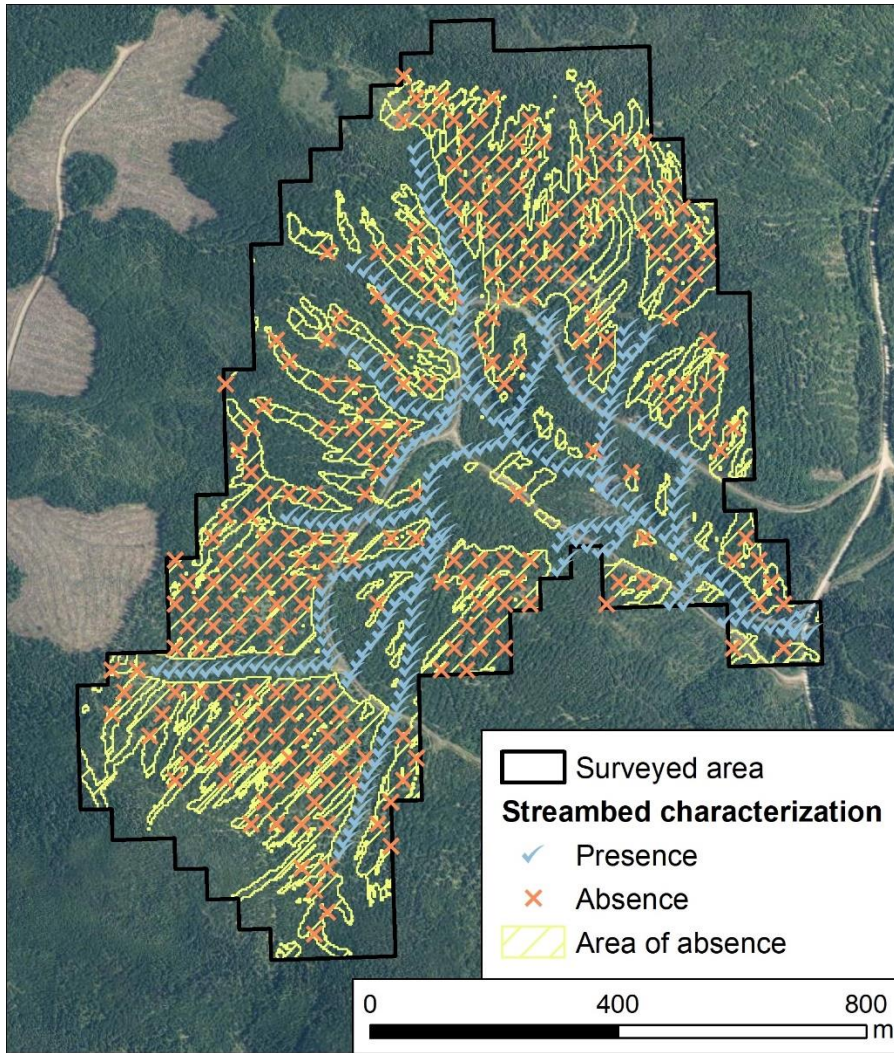 Surveyed area
Streambed characterization
Presence
Absence
Area of absence
0 400 800
m